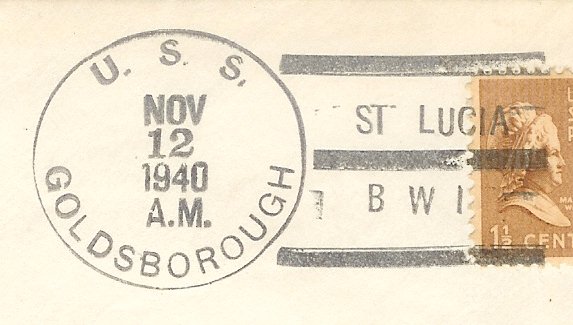 U. S. S.
NOV
12
1940
A.M.
GOLDSBOROUGH
ST LUCIA
B W I
1½ CENT